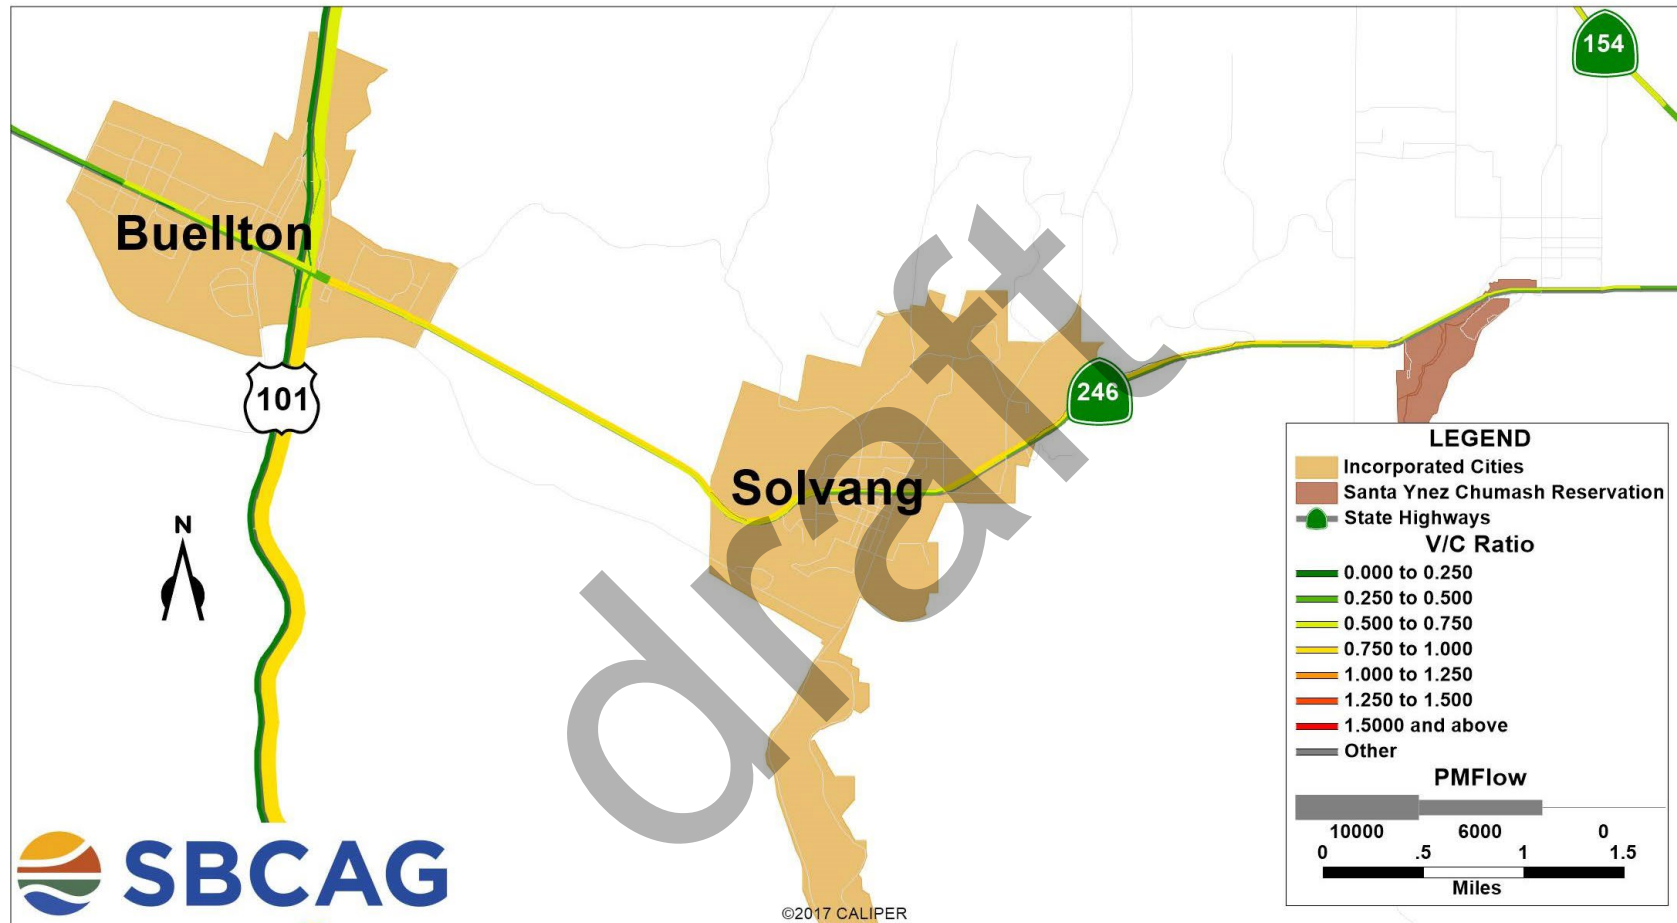 154
Buellton
101
246
Solvang
N
draft
LEGEND
Incorporated Cities
Santa Ynez Chumash Reservation
State Highways
V/C Ratio
0.000 to 0.250
0.250 to 0.500
0.500 to 0.750
0.750 to 1.000
1.000 to 1.250
1.250 to 1.500
1.5000 and above
Other
PMFlow
10000 6000 0
0 .5 1 1.5
Miles
SBCAG
©2017 CALIPER